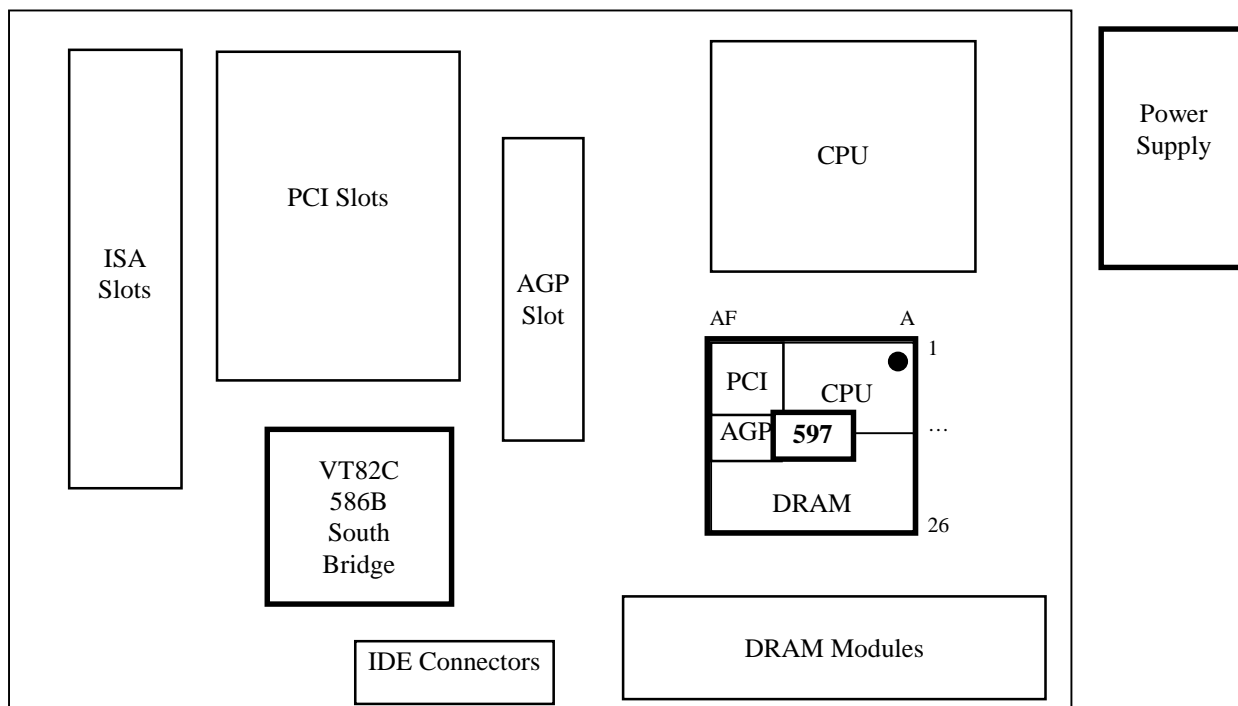 Power
Supply
CPU
PCI Slots
ISA
Slots
AGP
Slot
AF
A
1
PCI
CPU
AGP
597
...
DRAM
26
VT82C
586B
South
Bridge
IDE Connectors
DRAM Modules